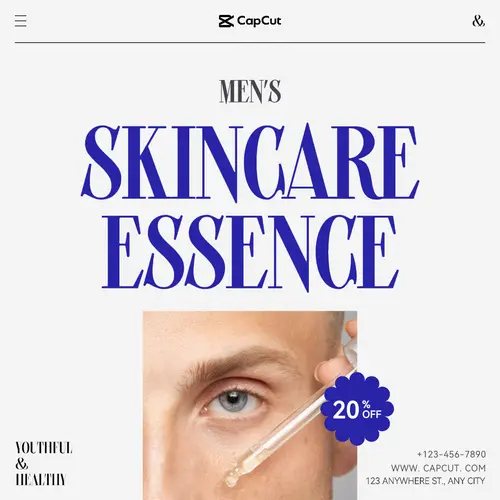 CapCut
&
MEN'S
SKINCARE
ESSENCE
20% OFF
YOUTHFUL
&
HEALTHY
+123-456-7890
WWW. CAPCUT. COM
123 ANYWHERE ST., ANY CITY